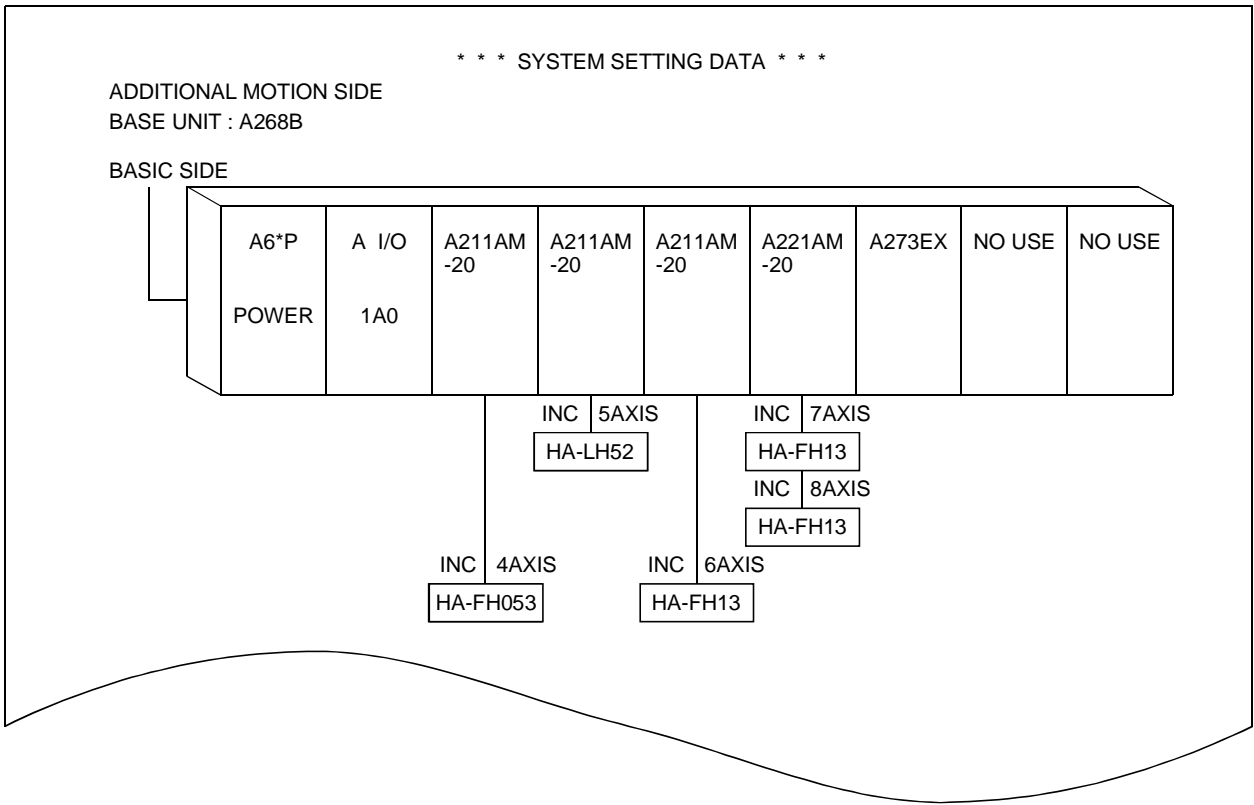 * * * SYSTEM SETTING DATA * * *
ADDITIONAL MOTION SIDE
BASE UNIT : A268B
BASIC SIDE
A6*P
POWER
A I/O
1A0
A211AM
-20
A211AM
-20
A211AM
-20
A221AM
-20
A273EX
NO USE
NO USE
INC 5AXIS
HA-LH52
INC 7AXIS
HA-FH13
INC 8AXIS
HA-FH13
INC 4AXIS
HA-FH053
INC 6AXIS
HA-FH13